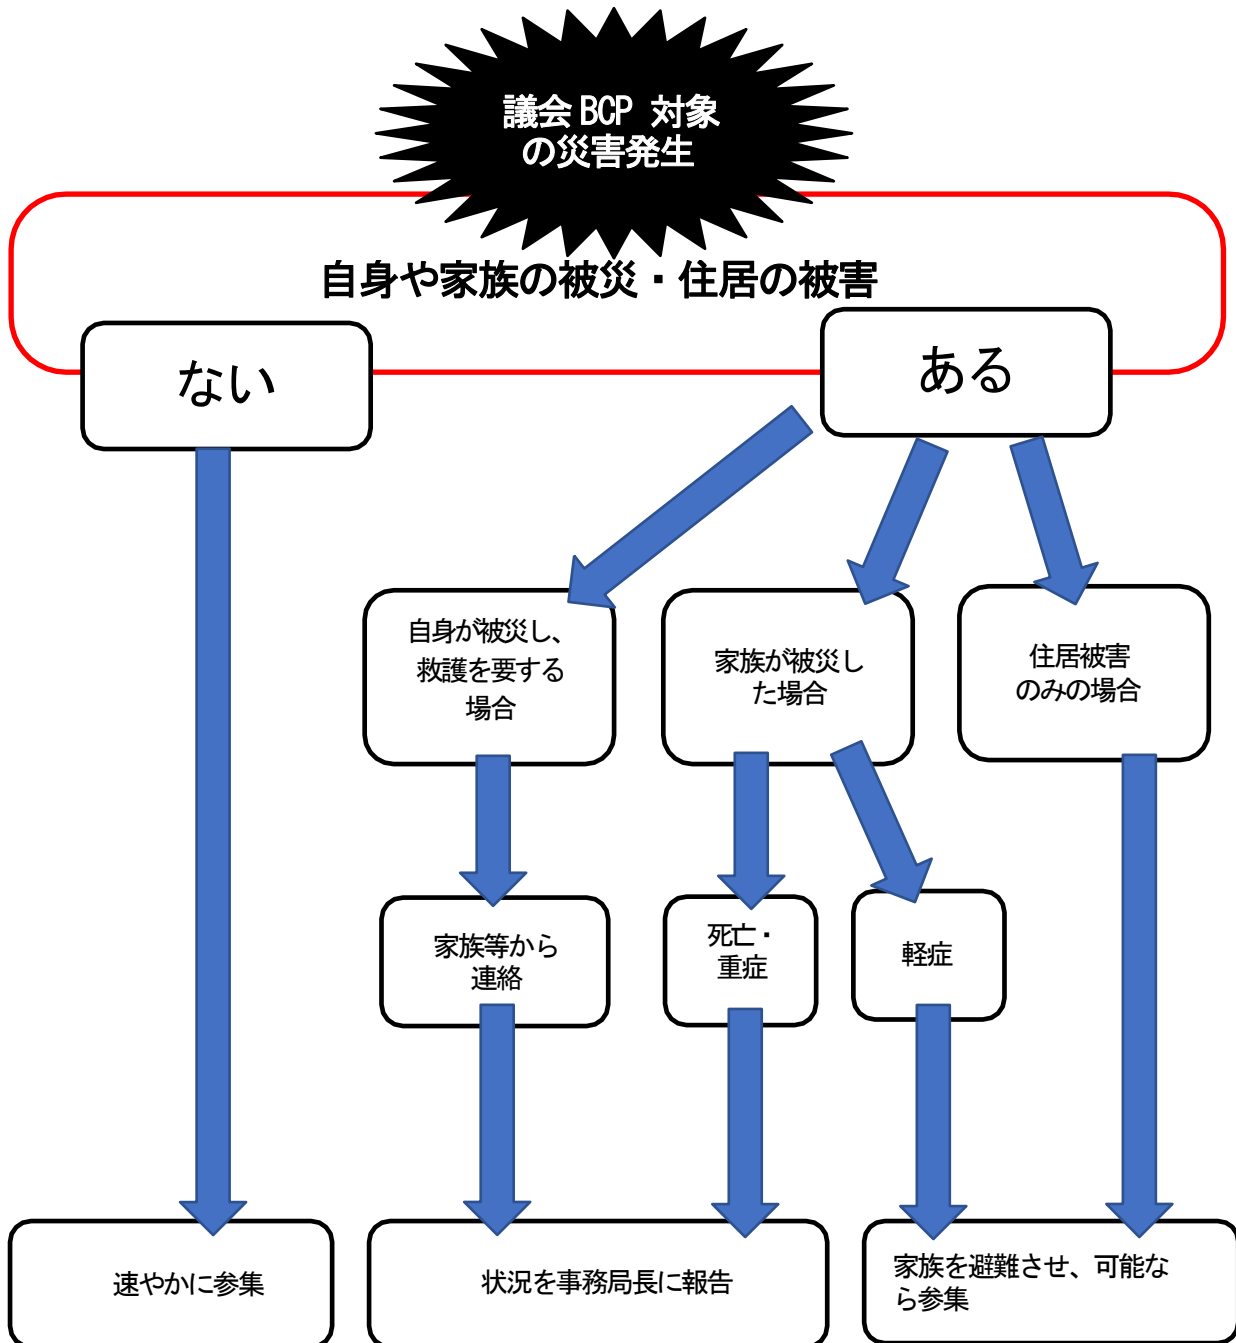 議会 BCP 対象
の災害発生
自身や家族の被災・住居の被害
ない
ある
自身が被災し、
救護を要する
場合
家族が被災し
た場合
住居被害
のみの場合
家族等から
連絡
死亡・
重症
軽症
速やかに参集
状況を事務局長に報告
家族を避難させ、可能な
ら参集